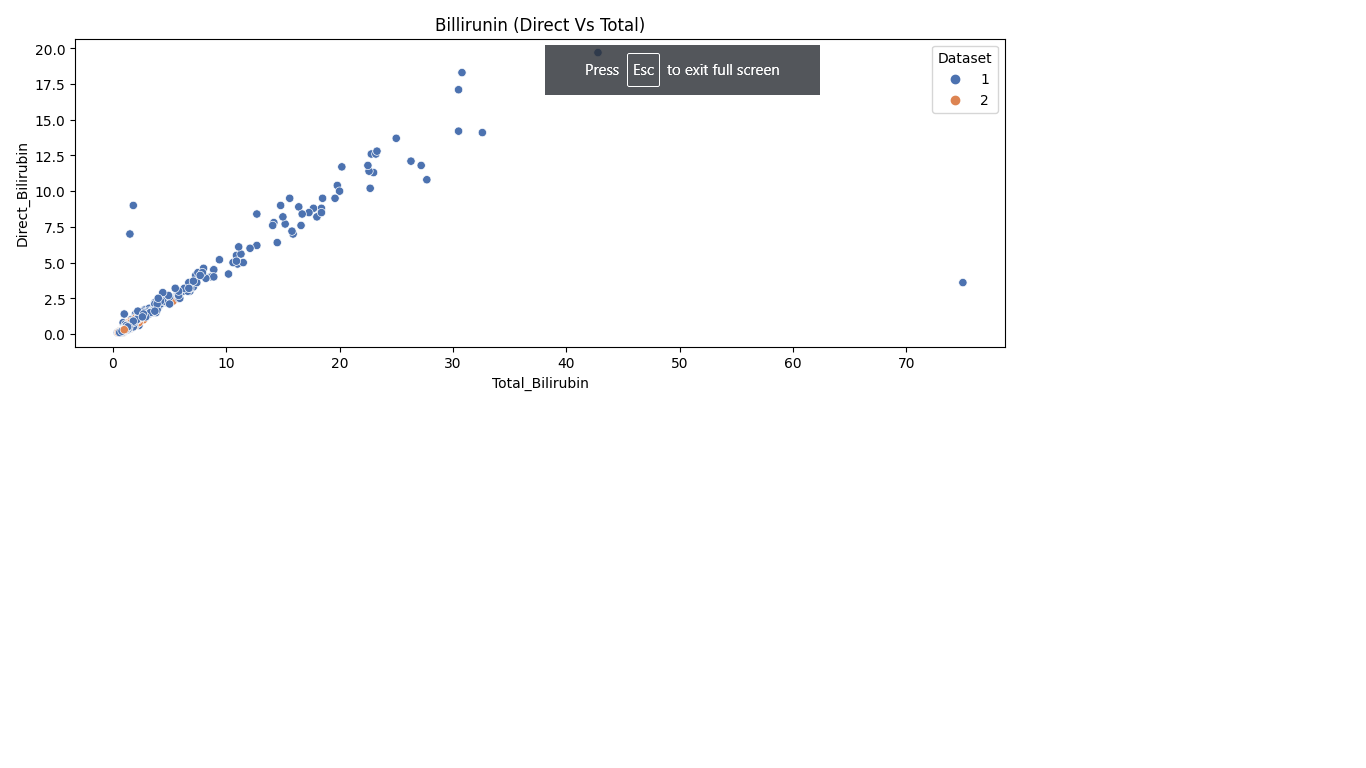 Billirunin (Direct Vs Total)
Press Esc to exit full screen
Dataset
1
2
20.0
17.5
15.0
12.5
10.0
7.5
5.0
2.5
0.0
Direct_Bilirubin
0 10 20 30 40 50 60 70
Total_Bilirubin